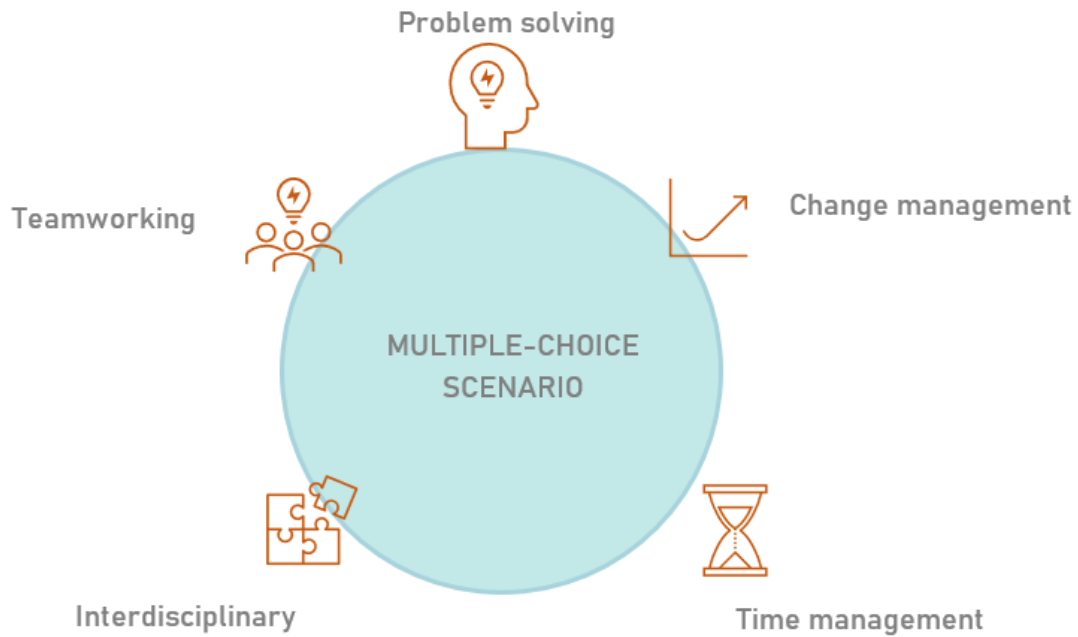 Problem solving
Teamworking
Change management
MULTIPLE-CHOICE
SCENARIO
Interdisciplinary
Time management